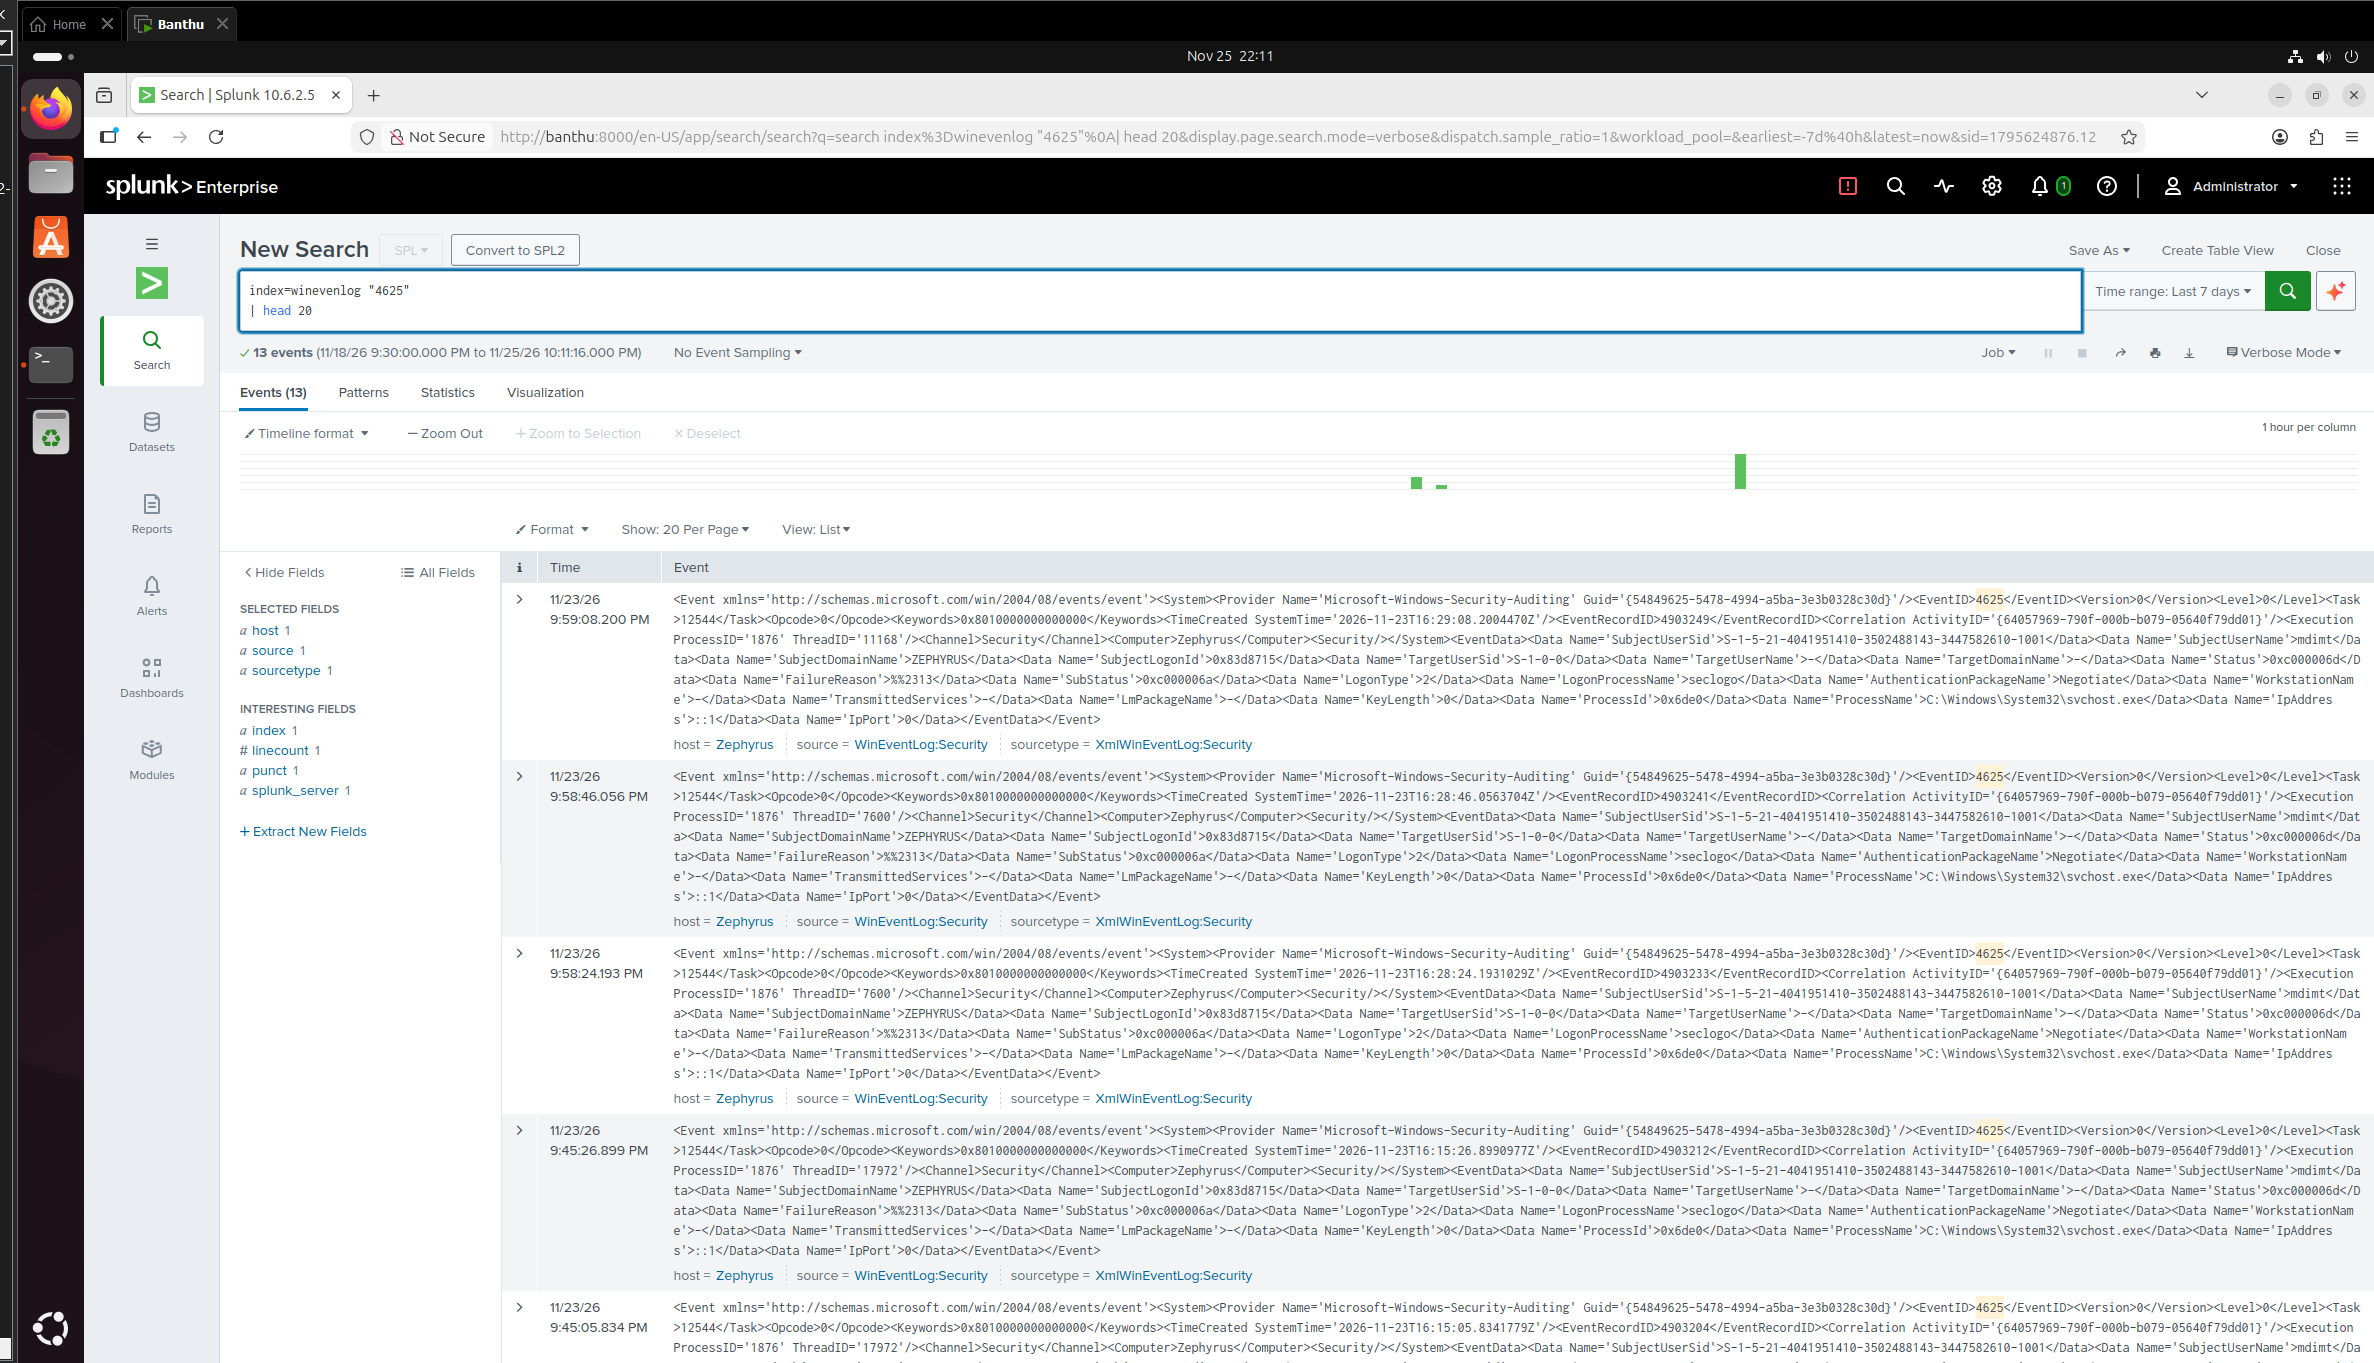 Home
Banthu
Nov 25 22:11
Search | Splunk 10.6.2.5
Not Secure
http://banthu:8000/en-US/app/search/search?q=search index%3Dwinevenlog "4625"%0A| head 20&display.page.search.mode=verbose&dispatch.sample_ratio=1&workload_pool=&earliest=-7d%40h&latest=now&sid=1795624876.12
splunk> Enterprise
1
Administrator
New Search
SPL
Convert to SPL2
Save As
Create Table View
Close
index=winevenlog "4625"
| head 20
Time range: Last 7 days
13 events (11/18/26 9:30:00.000 PM to 11/25/26 10:11:16.000 PM)
No Event Sampling
Job
Verbose Mode
Search
Datasets
Reports
Alerts
Dashboards
Modules
Events (13)
Patterns
Statistics
Visualization
Timeline format
— Zoom Out
+ Zoom to Selection
× Deselect
1 hour per column
Format
Show: 20 Per Page
View: List
< Hide Fields
All Fields
SELECTED FIELDS
a host 1
a source 1
a sourcetype 1
INTERESTING FIELDS
a index 1
# linecount 1
a punct 1
a splunk_server 1
+ Extract New Fields
i
Time
Event
11/23/26
9:59:08.200 PM
<Event xmlns='http://schemas.microsoft.com/win/2004/08/events/event'><System><Provider Name='Microsoft-Windows-Security-Auditing' Guid='{54849625-5478-4994-a5ba-3e3b0328c30d}'/><EventID>4625</EventID><Version>0</Version><Level>0</Level><Task
>12544</Task><Opcode>0</Opcode><Keywords>0x8010000000000000</Keywords><TimeCreated SystemTime='2026-11-23T16:29:08.2004470Z'/><EventRecordID>4903249</EventRecordID><Correlation ActivityID='{64057969-790f-000b-b079-05640f79dd01}'/><Execution
ProcessID='1876' ThreadID='11168'/><Channel>Security</Channel><Computer>Zephyrus</Computer><Security/></System><EventData><Data Name='SubjectUserSid'>S-1-5-21-4041951410-3502488143-3447582610-1001</Data><Data Name='SubjectUserName'>mdimt</D
ata><Data Name='SubjectDomainName'>ZEPHYRUS</Data><Data Name='SubjectLogonId'>0x83d8715</Data><Data Name='TargetUserSid'>S-1-0-0</Data><Data Name='TargetUserName'>-</Data><Data Name='TargetDomainName'>-</Data><Data Name='Status'>0xc000006d</D
ata><Data Name='FailureReason'>%%2313</Data><Data Name='SubStatus'>0xc000006a</Data><Data Name='LogonType'>2</Data><Data Name='LogonProcessName'>seclogo</Data><Data Name='AuthenticationPackageName'>Negotiate</Data><Data Name='WorkstationNam
e'>-</Data><Data Name='TransmittedServices'>-</Data><Data Name='LmPackageName'>-</Data><Data Name='KeyLength'>0</Data><Data Name='ProcessId'>0x6de0</Data><Data Name='ProcessName'>C:\Windows\System32\svchost.exe</Data><Data Name='IpAddres
s'>::1</Data><Data Name='IpPort'>0</Data></EventData></Event>
host = Zephyrus source = WinEventLog:Security sourcetype = XmlWinEventLog:Security
11/23/26
9:58:46.056 PM
<Event xmlns='http://schemas.microsoft.com/win/2004/08/events/event'><System><Provider Name='Microsoft-Windows-Security-Auditing' Guid='{54849625-5478-4994-a5ba-3e3b0328c30d}'/><EventID>4625</EventID><Version>0</Version><Level>0</Level><Task
>12544</Task><Opcode>0</Opcode><Keywords>0x8010000000000000</Keywords><TimeCreated SystemTime='2026-11-23T16:28:46.0563704Z'/><EventRecordID>4903241</EventRecordID><Correlation ActivityID='{64057969-790f-000b-b079-05640f79dd01}'/><Execution
ProcessID='1876' ThreadID='7600'/><Channel>Security</Channel><Computer>Zephyrus</Computer><Security/></System><EventData><Data Name='SubjectUserSid'>S-1-5-21-4041951410-3502488143-3447582610-1001</Data><Data Name='SubjectUserName'>mdimt</Dat
a><Data Name='SubjectDomainName'>ZEPHYRUS</Data><Data Name='SubjectLogonId'>0x83d8715</Data><Data Name='TargetUserSid'>S-1-0-0</Data><Data Name='TargetUserName'>-</Data><Data Name='TargetDomainName'>-</Data><Data Name='Status'>0xc000006d</Da
ta><Data Name='FailureReason'>%%2313</Data><Data Name='SubStatus'>0xc000006a</Data><Data Name='LogonType'>2</Data><Data Name='LogonProcessName'>seclogo</Data><Data Name='AuthenticationPackageName'>Negotiate</Data><Data Name='WorkstationNam
e'>-</Data><Data Name='TransmittedServices'>-</Data><Data Name='LmPackageName'>-</Data><Data Name='KeyLength'>0</Data><Data Name='ProcessId'>0x6de0</Data><Data Name='ProcessName'>C:\Windows\System32\svchost.exe</Data><Data Name='IpAddres
s'>::1</Data><Data Name='IpPort'>0</Data></EventData></Event>
host = Zephyrus source = WinEventLog:Security sourcetype = XmlWinEventLog:Security
11/23/26
9:58:24.193 PM
<Event xmlns='http://schemas.microsoft.com/win/2004/08/events/event'><System><Provider Name='Microsoft-Windows-Security-Auditing' Guid='{54849625-5478-4994-a5ba-3e3b0328c30d}'/><EventID>4625</EventID><Version>0</Version><Level>0</Level><Task
>12544</Task><Opcode>0</Opcode><Keywords>0x8010000000000000</Keywords><TimeCreated SystemTime='2026-11-23T16:28:24.1931029Z'/><EventRecordID>4903233</EventRecordID><Correlation ActivityID='{64057969-790f-000b-b079-05640f79dd01}'/><Execution
ProcessID='1876' ThreadID='7600'/><Channel>Security</Channel><Computer>Zephyrus</Computer><Security/></System><EventData><Data Name='SubjectUserSid'>S-1-5-21-4041951410-3502488143-3447582610-1001</Data><Data Name='SubjectUserName'>mdimt</Dat
a><Data Name='SubjectDomainName'>ZEPHYRUS</Data><Data Name='SubjectLogonId'>0x83d8715</Data><Data Name='TargetUserSid'>S-1-0-0</Data><Data Name='TargetUserName'>-</Data><Data Name='TargetDomainName'>-</Data><Data Name='Status'>0xc000006d</Da
ta><Data Name='FailureReason'>%%2313</Data><Data Name='SubStatus'>0xc000006a</Data><Data Name='LogonType'>2</Data><Data Name='LogonProcessName'>seclogo</Data><Data Name='AuthenticationPackageName'>Negotiate</Data><Data Name='WorkstationNam
e'>-</Data><Data Name='TransmittedServices'>-</Data><Data Name='LmPackageName'>-</Data><Data Name='KeyLength'>0</Data><Data Name='ProcessId'>0x6de0</Data><Data Name='ProcessName'>C:\Windows\System32\svchost.exe</Data><Data Name='IpAddres
s'>::1</Data><Data Name='IpPort'>0</Data></EventData></Event>
host = Zephyrus source = WinEventLog:Security sourcetype = XmlWinEventLog:Security
11/23/26
9:45:26.899 PM
<Event xmlns='http://schemas.microsoft.com/win/2004/08/events/event'><System><Provider Name='Microsoft-Windows-Security-Auditing' Guid='{54849625-5478-4994-a5ba-3e3b0328c30d}'/><EventID>4625</EventID><Version>0</Version><Level>0</Level><Task
>12544</Task><Opcode>0</Opcode><Keywords>0x8010000000000000</Keywords><TimeCreated SystemTime='2026-11-23T16:15:26.8990977Z'/><EventRecordID>4903212</EventRecordID><Correlation ActivityID='{64057969-790f-000b-b079-05640f79dd01}'/><Execution
ProcessID='1876' ThreadID='17972'/><Channel>Security</Channel><Computer>Zephyrus</Computer><Security/></System><EventData><Data Name='SubjectUserSid'>S-1-5-21-4041951410-3502488143-3447582610-1001</Data><Data Name='SubjectUserName'>mdimt</Da
ta><Data Name='SubjectDomainName'>ZEPHYRUS</Data><Data Name='SubjectLogonId'>0x83d8715</Data><Data Name='TargetUserSid'>S-1-0-0</Data><Data Name='TargetUserName'>-</Data><Data Name='TargetDomainName'>-</Data><Data Name='Status'>0xc000006d</D
ata><Data Name='FailureReason'>%%2313</Data><Data Name='SubStatus'>0xc000006a</Data><Data Name='LogonType'>2</Data><Data Name='LogonProcessName'>seclogo</Data><Data Name='AuthenticationPackageName'>Negotiate</Data><Data Name='WorkstationNam
e'>-</Data><Data Name='TransmittedServices'>-</Data><Data Name='LmPackageName'>-</Data><Data Name='KeyLength'>0</Data><Data Name='ProcessId'>0x6de0</Data><Data Name='ProcessName'>C:\Windows\System32\svchost.exe</Data><Data Name='IpAddres
s'>::1</Data><Data Name='IpPort'>0</Data></EventData></Event>
host = Zephyrus source = WinEventLog:Security sourcetype = XmlWinEventLog:Security
11/23/26
9:45:05.834 PM
<Event xmlns='http://schemas.microsoft.com/win/2004/08/events/event'><System><Provider Name='Microsoft-Windows-Security-Auditing' Guid='{54849625-5478-4994-a5ba-3e3b0328c30d}'/><EventID>4625</EventID><Version>0</Version><Level>0</Level><Task
>12544</Task><Opcode>0</Opcode><Keywords>0x8010000000000000</Keywords><TimeCreated SystemTime='2026-11-23T16:15:05.8341779Z'/><EventRecordID>4903204</EventRecordID><Correlation ActivityID='{64057969-790f-000b-b079-05640f79dd01}'/><Execution
ProcessID='1876' ThreadID='17972'/><Channel>Security</Channel><Computer>Zephyrus</Computer><Security/></System><EventData><Data Name='SubjectUserSid'>S-1-5-21-4041951410-3502488143-3447582610-1001</Data><Data Name='SubjectUserName'>mdimt</Da